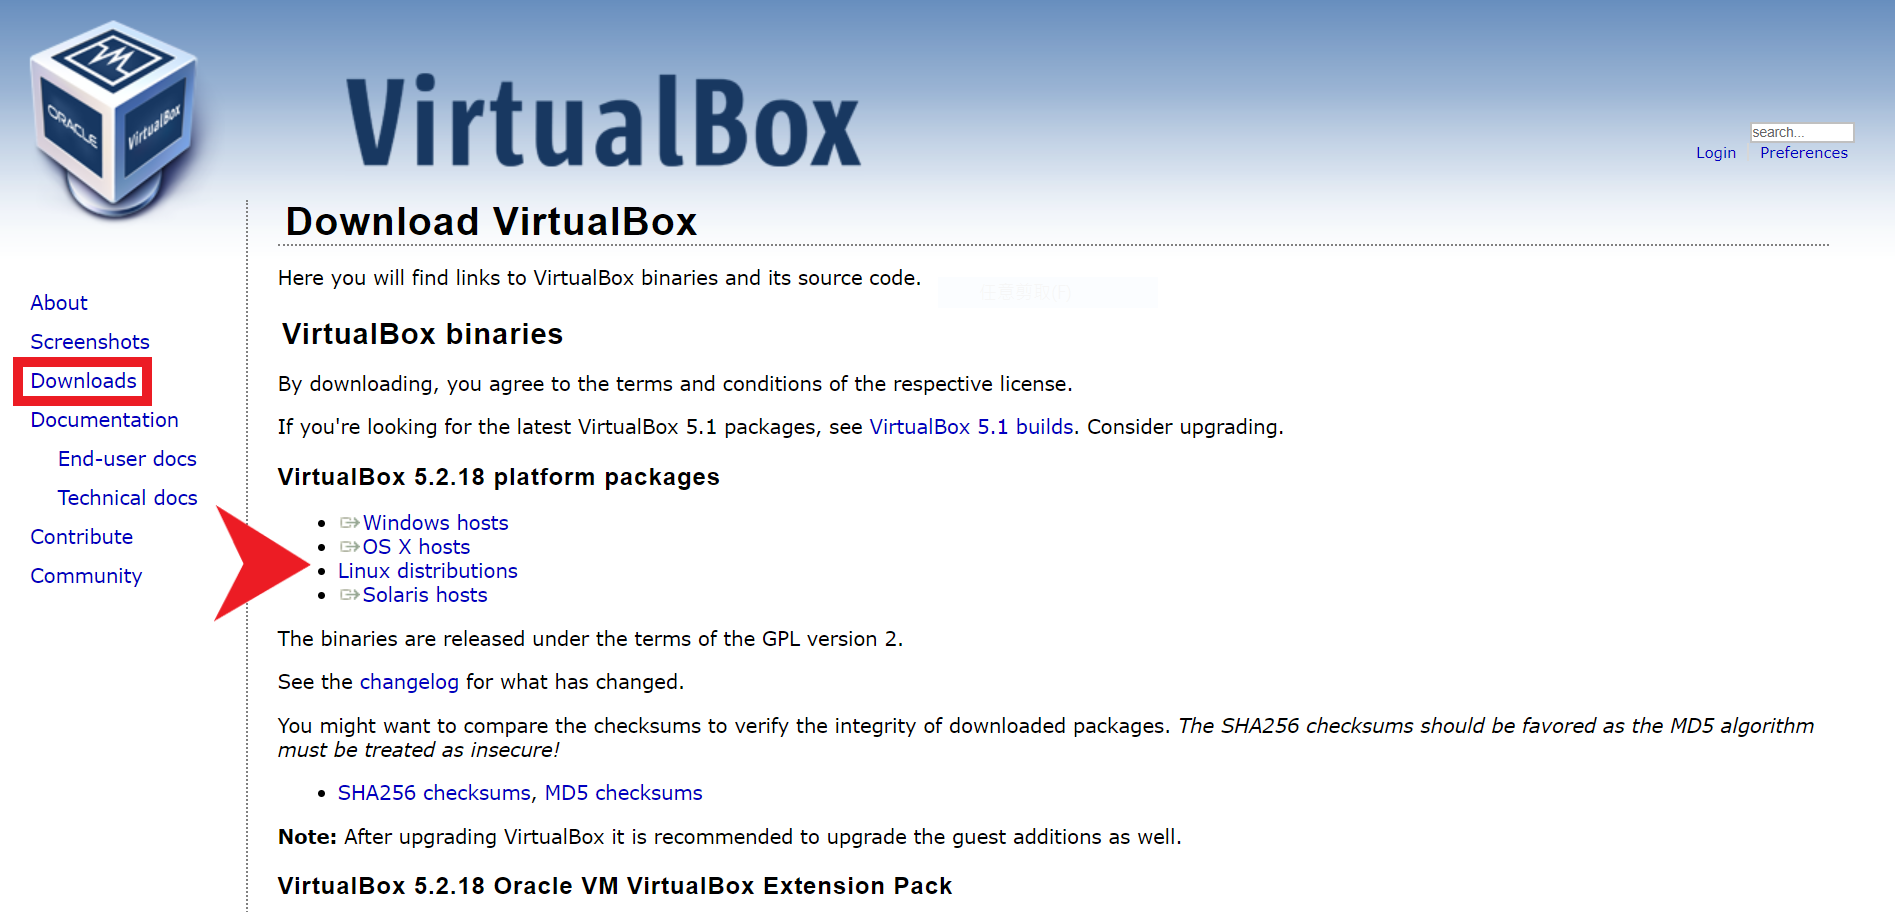 ORACLE
VirtualBox
VirtualBox
search...
Login Preferences
Download VirtualBox
Here you will find links to VirtualBox binaries and its source code.
任意剪取(F)
About
Screenshots
Downloads
Documentation
End-user docs
Technical docs
Contribute
Community
VirtualBox binaries
By downloading, you agree to the terms and conditions of the respective license.
If you're looking for the latest VirtualBox 5.1 packages, see VirtualBox 5.1 builds. Consider upgrading.
VirtualBox 5.2.18 platform packages
Windows hosts
OS X hosts
Linux distributions
Solaris hosts
The binaries are released under the terms of the GPL version 2.
See the changelog for what has changed.
You might want to compare the checksums to verify the integrity of downloaded packages. The SHA256 checksums should be favored as the MD5 algorithm
must be treated as insecure!
SHA256 checksums, MD5 checksums
Note: After upgrading VirtualBox it is recommended to upgrade the guest additions as well.
VirtualBox 5.2.18 Oracle VM VirtualBox Extension Pack